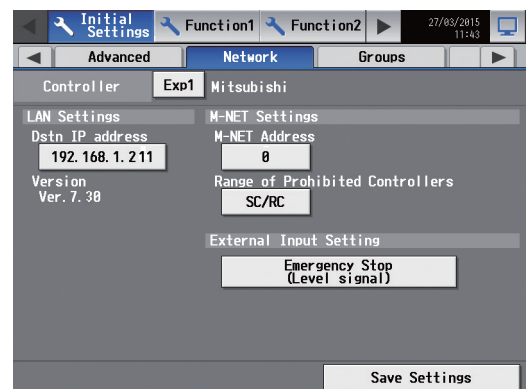 Initial Settings
Function1
Function2
27/03/2015
11:43
Advanced
Network
Groups
Controller
Exp1
Mitsubishi
LAN Settings
Dstn IP address
192.168.1.211
Version
Ver.7.30
M-NET Settings
M-NET Address
0
Range of Prohibited Controllers
SC/RC
External Input Setting
Emergency Stop
(Level signal)
Save Settings